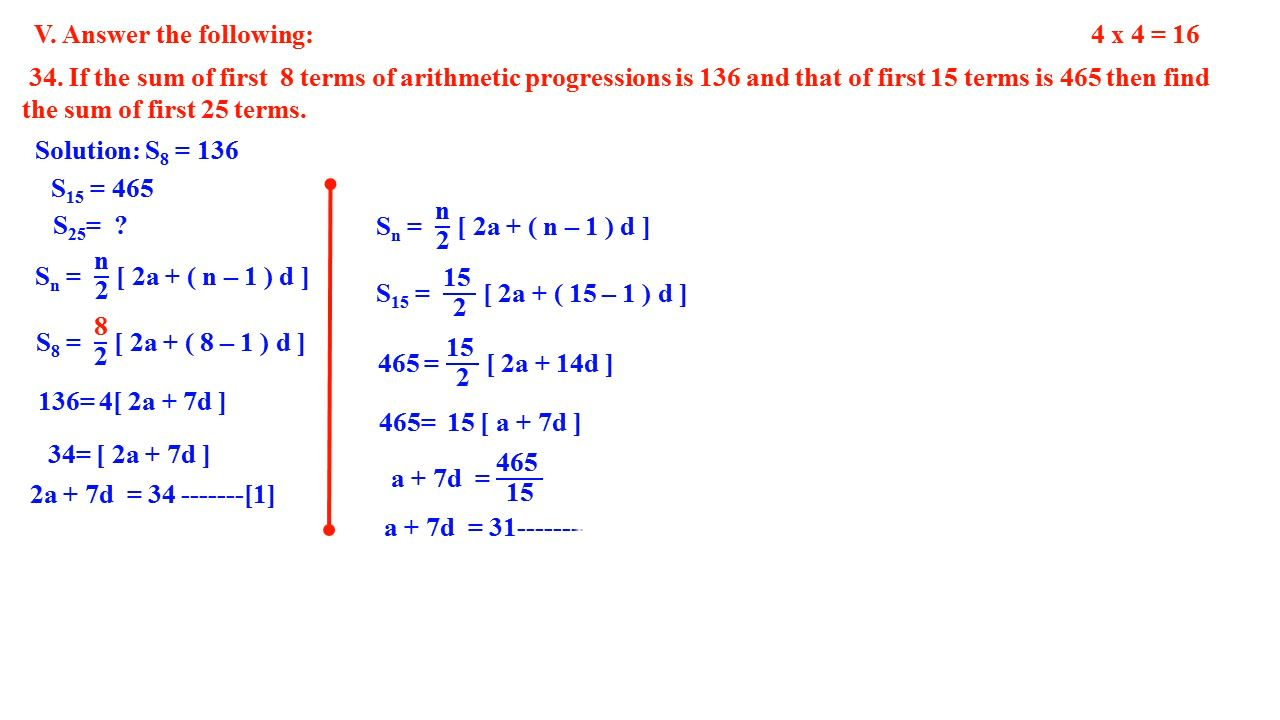 V. Answer the following: 4 x 4 = 16
34. If the sum of first 8 terms of arithmetic progressions is 136 and that of first 15 terms is 465 then find
the sum of first 25 terms.
Solution: S₈ = 136
S₁₅ = 465
S₂₅= ?
Sₙ = n/2 [ 2a + ( n – 1 ) d ]
S₈ = 8/2 [ 2a + ( 8 – 1 ) d ]
136= 4[ 2a + 7d ]
34= [ 2a + 7d ]
2a + 7d = 34 -------[1]
Sₙ = n/2 [ 2a + ( n – 1 ) d ]
S₁₅ = 15/2 [ 2a + ( 15 – 1 ) d ]
465 = 15/2 [ 2a + 14d ]
465= 15 [ a + 7d ]
a + 7d = 465/15
a + 7d = 31--------